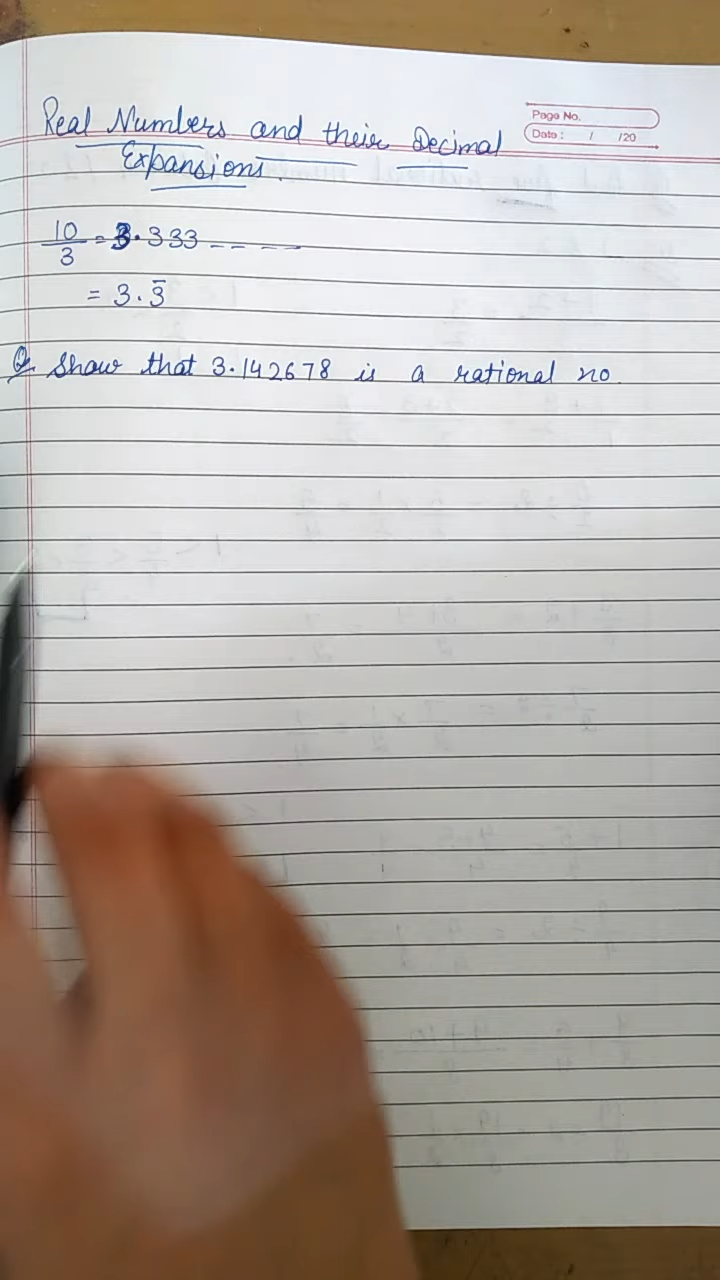 Page No.
Date : / /20
Real Numbers and their Decimal
Expansions.
10/3 = 3.333 - - - -
= 3.3̅
Q. Show that 3.142678 is a rational no.